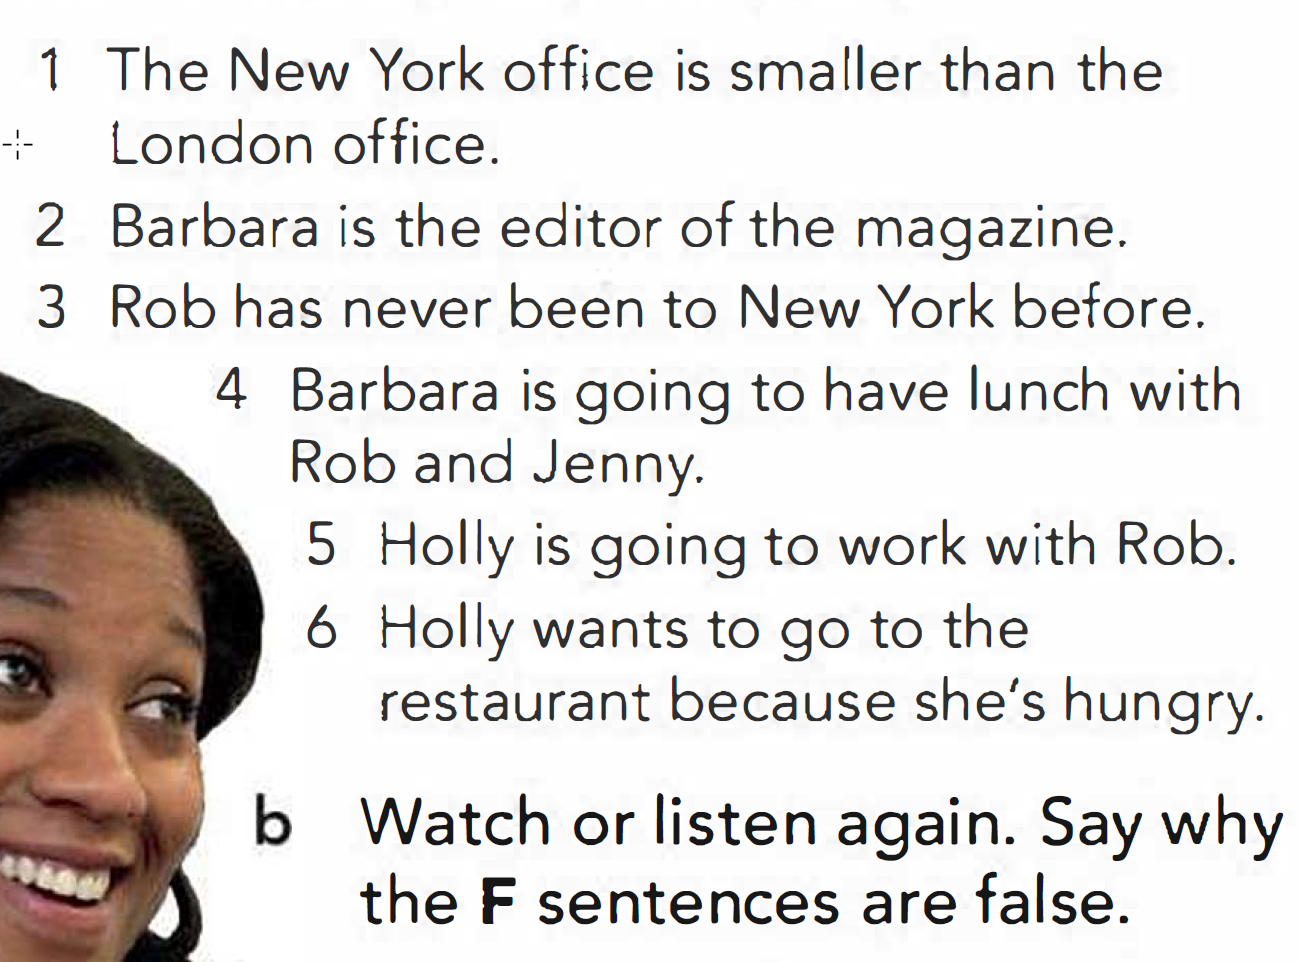 1 The New York office is smaller than the
London office.
2 Barbara is the editor of the magazine.
3 Rob has never been to New York before.
4 Barbara is going to have lunch with
Rob and Jenny.
5 Holly is going to work with Rob.
6 Holly wants to go to the
restaurant because she's hungry.
b Watch or listen again. Say why
the F sentences are false.